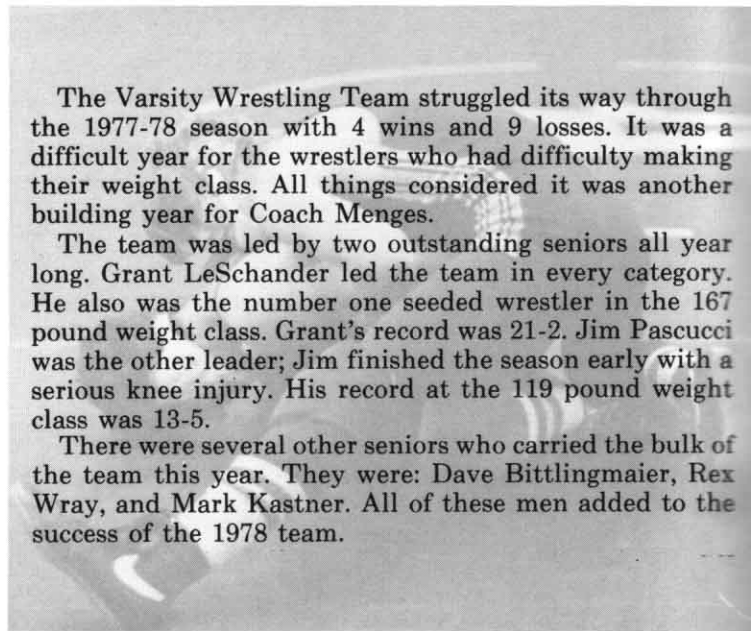 The Varsity Wrestling Team struggled its way through
the 1977-78 season with 4 wins and 9 losses. It was a
difficult year for the wrestlers who had difficulty making
their weight class. All things considered it was another
building year for Coach Menges.
The team was led by two outstanding seniors all year
long. Grant LeSchander led the team in every category.
He also was the number one seeded wrestler in the 167
pound weight class. Grant's record was 21-2. Jim Pascucci
was the other leader; Jim finished the season early with a
serious knee injury. His record at the 119 pound weight
class was 13-5.
There were several other seniors who carried the bulk of
the team this year. They were: Dave Bittlingmaier, Rex
Wray, and Mark Kastner. All of these men added to the
success of the 1978 team.